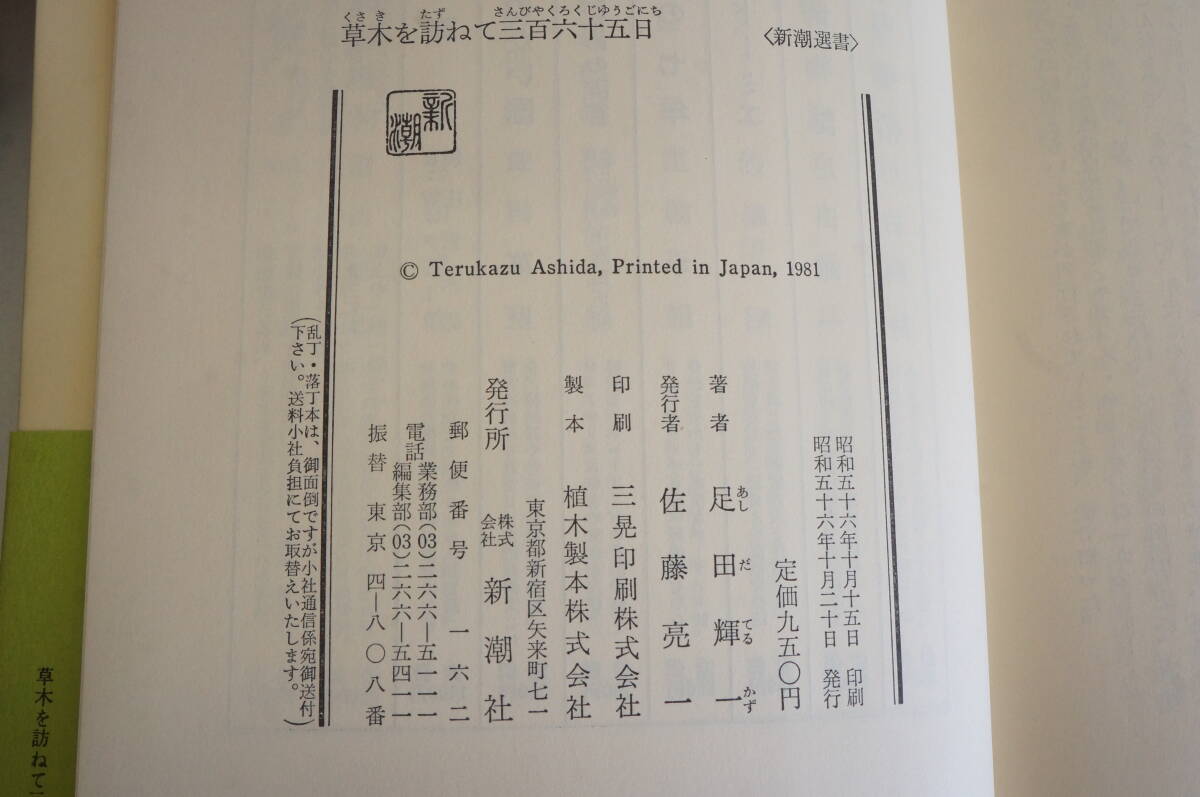 草木を訪ねて三百六十五日
くさき たず さんびやくろくじゆうごにち
〈新潮選書〉
新潮
© Terukazu Ashida, Printed in Japan, 1981
昭和五十六年十月十五日 印刷
昭和五十六年十月二十日 発行
定価九五〇円
著者 足田輝一
あし だ てる かず
発行者 佐藤亮一
印刷 三晃印刷株式会社
製本 植木製本株式会社
東京都新宿区矢来町七一
発行所 株式会社 新潮社
郵便番号 一六二
電話 業務部(03)二六六―五一一一
編集部(03)二六六―五四一一
振替 東京 四―八〇八番
(乱丁・落丁本は、御面倒ですが小社通信係宛御送付
下さい。送料小社負担にてお取替えいたします。)
草木を訪ねて三